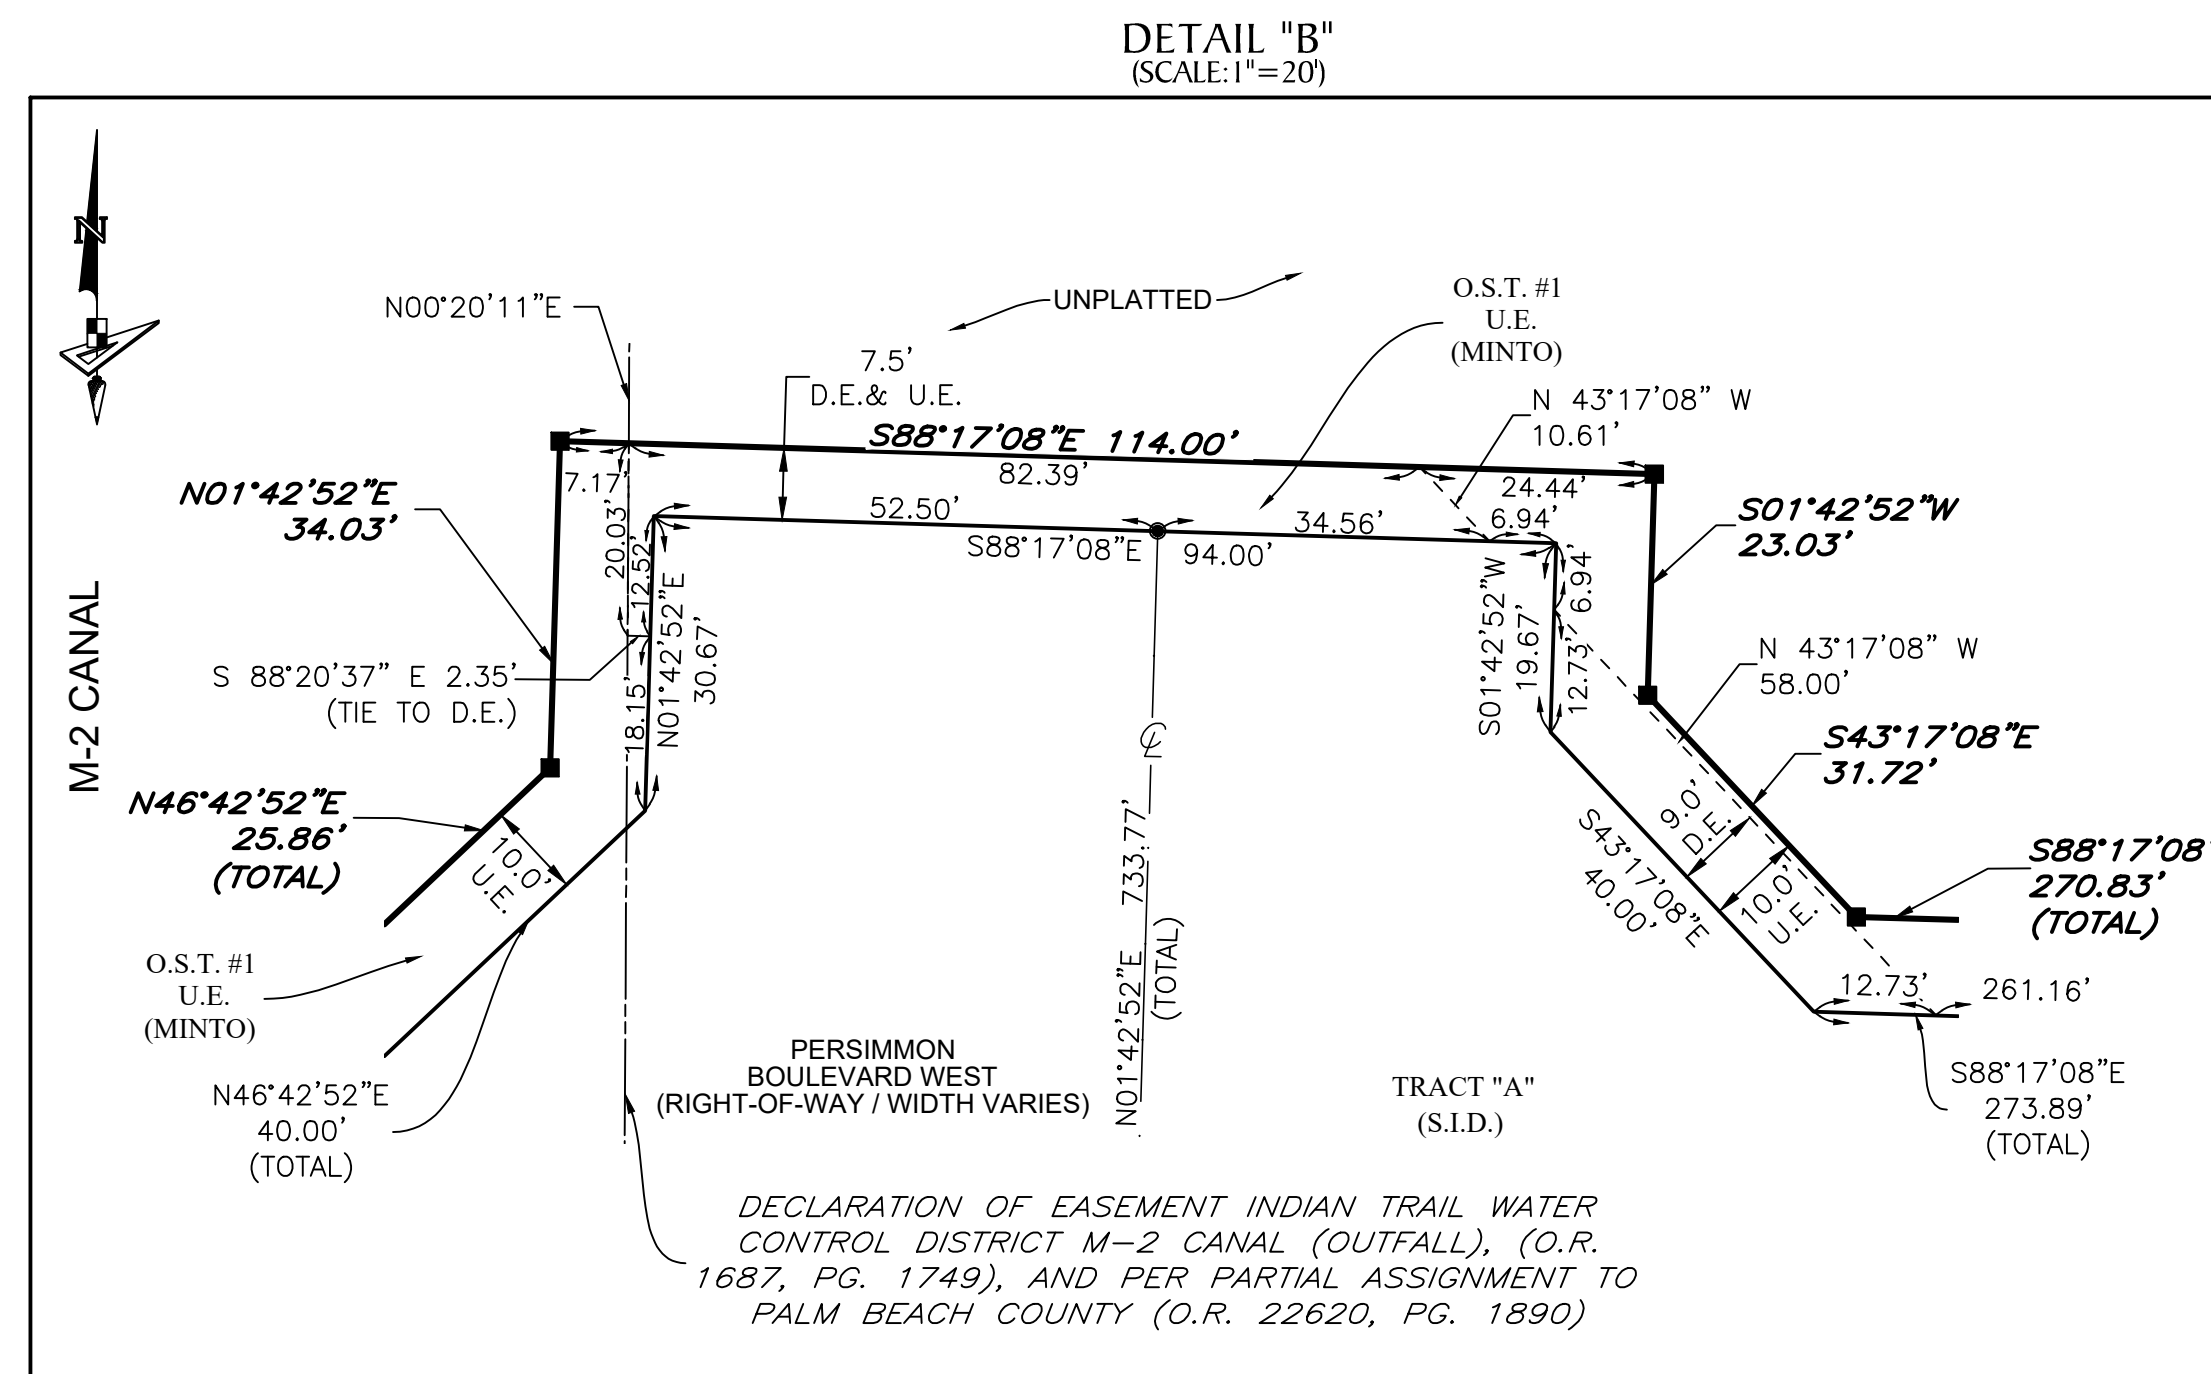 DETAIL "B"
(SCALE:1"=20')
N
N00°20'11"E
UNPLATTED
O.S.T. #1
U.E.
(MINTO)
7.5'
D.E.& U.E.
N 43°17'08" W
10.61'
S88°17'08"E 114.00'
7.17'
82.39'
24.44'
N01°42'52"E
34.03'
52.50'
34.56'
6.94'
S01°42'52"W
23.03'
S88°17'08"E
94.00'
20.03'
12.52'
N01°42'52"E
30.67'
18.15'
S01°42'52"W
19.67'
6.94'
12.73'
M-2 CANAL
S 88°20'37" E 2.35'
(TIE TO D.E.)
N 43°17'08" W
58.00'
S43°17'08"E
31.72'
℄
N46°42'52"E
25.86'
(TOTAL)
10.0'
U.E.
9.0'
D.E.
10.0'
U.E.
S43°17'08"E
40.00'
S88°17'08"
270.83'
(TOTAL)
N01°42'52"E 733.77'
(TOTAL)
O.S.T. #1
U.E.
(MINTO)
12.73'
261.16'
PERSIMMON
BOULEVARD WEST
(RIGHT-OF-WAY / WIDTH VARIES)
TRACT "A"
(S.I.D.)
N46°42'52"E
40.00'
(TOTAL)
S88°17'08"E
273.89'
(TOTAL)
DECLARATION OF EASEMENT INDIAN TRAIL WATER
CONTROL DISTRICT M-2 CANAL (OUTFALL), (O.R.
1687, PG. 1749), AND PER PARTIAL ASSIGNMENT TO
PALM BEACH COUNTY (O.R. 22620, PG. 1890)